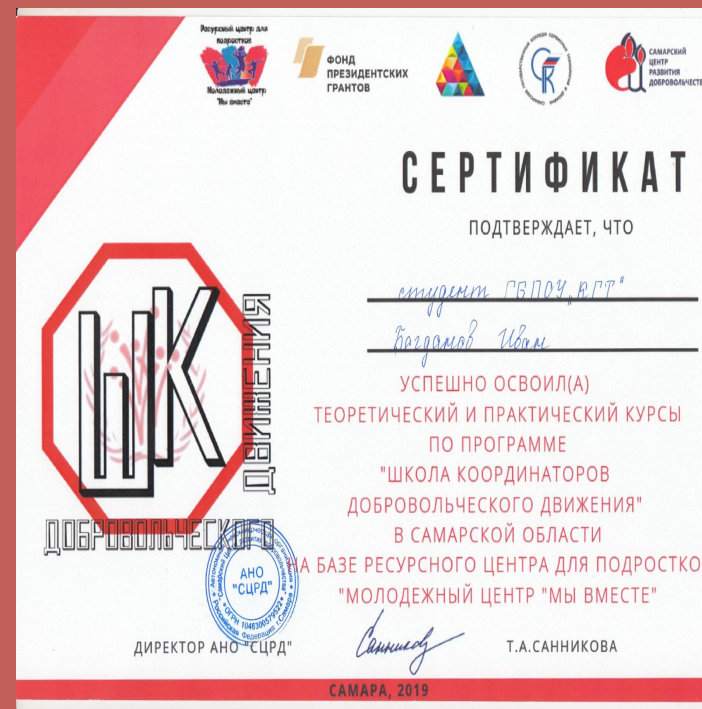 Ресурсный центр для
подростков
Молодежный центр
"Мы вместе"
ФОНД
ПРЕЗИДЕНТСКИХ
ГРАНТОВ
САМАРСКИЙ
ЦЕНТР
РАЗВИТИЯ
ДОБРОВОЛЬЧЕСТВ
СЕРТИФИКАТ
ПОДТВЕРЖДАЕТ, ЧТО
студент ГБПОУ "КГТ"
Богданов Иван
УСПЕШНО ОСВОИЛ(А)
ТЕОРЕТИЧЕСКИЙ И ПРАКТИЧЕСКИЙ КУРСЫ
ПО ПРОГРАММЕ
"ШКОЛА КООРДИНАТОРОВ
ДОБРОВОЛЬЧЕСКОГО ДВИЖЕНИЯ"
В САМАРСКОЙ ОБЛАСТИ
НА БАЗЕ РЕСУРСНОГО ЦЕНТРА ДЛЯ ПОДРОСТКО
"МОЛОДЕЖНЫЙ ЦЕНТР "МЫ ВМЕСТЕ"
ШК
ДВИЖЕНИЯ
ДОБРОВОЛЬЧЕСКОГО
АНО
"СЦРД"
ДИРЕКТОР АНО "СЦРД"
Т.А.САННИКОВА
САМАРА, 2019